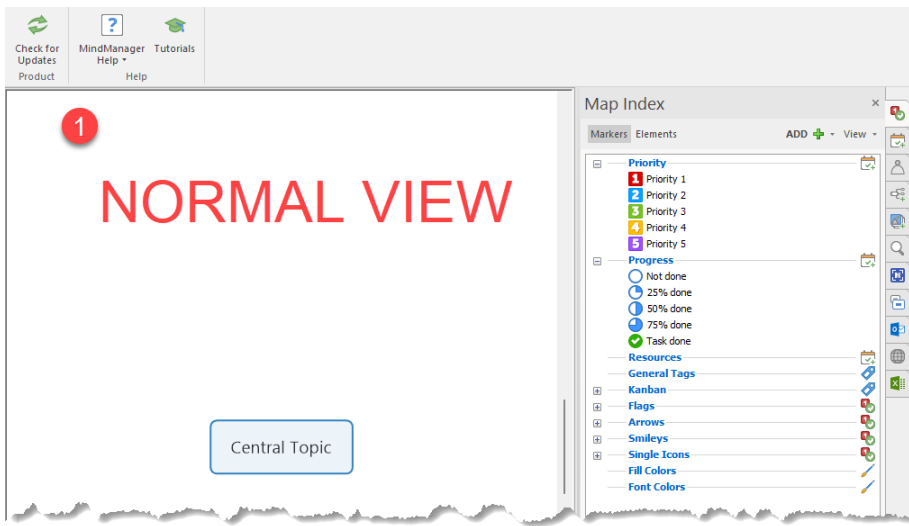 Check for Updates
MindManager Help
Tutorials
Product
Help
1
NORMAL VIEW
Central Topic
Map Index
Markers Elements ADD View
Priority
1 Priority 1
2 Priority 2
3 Priority 3
4 Priority 4
5 Priority 5
Progress
Not done
25% done
50% done
75% done
Task done
Resources
General Tags
Kanban
Flags
Arrows
Smileys
Single Icons
Fill Colors
Font Colors